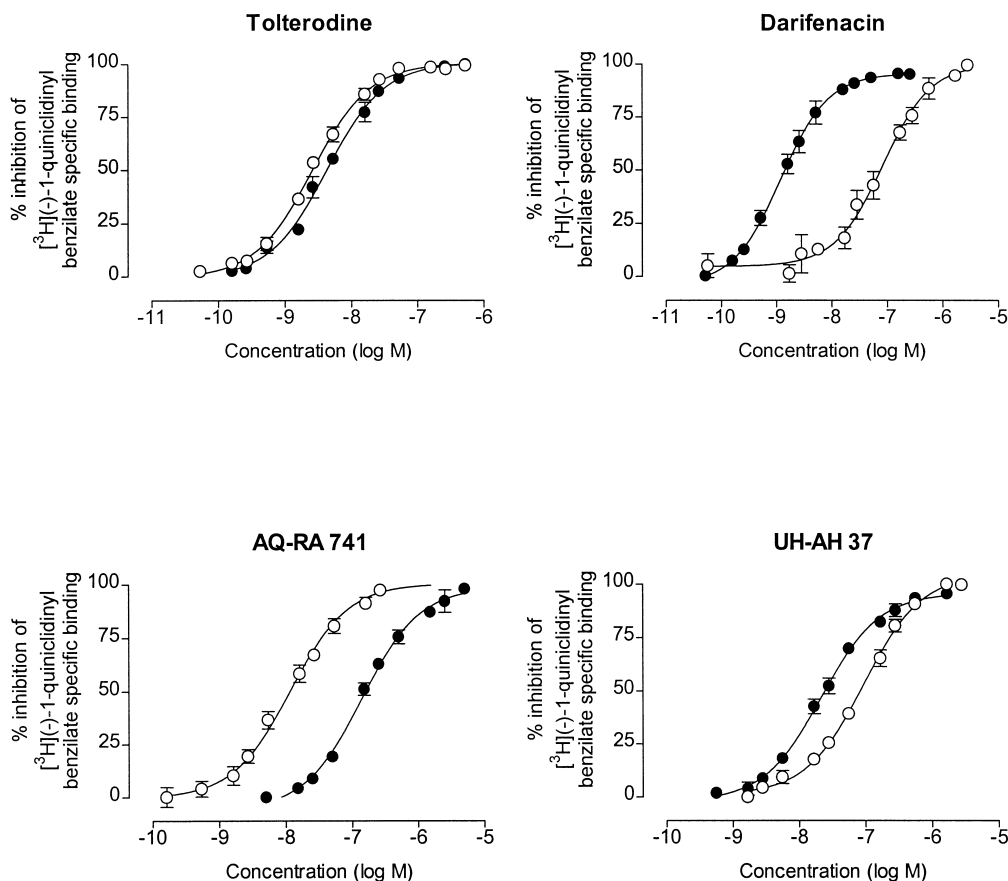 Tolterodine
% inhibition of
[³H](-)-1-quiniclidinyl
benzilate specific binding
100
75
50
25
0
-11
-10
-9
-8
-7
-6
Concentration (log M)
Darifenacin
% inhibition of
[³H](-)-1-quiniclidinyl
benzilate specific binding
100
75
50
25
0
-11
-10
-9
-8
-7
-6
-5
Concentration (log M)
AQ-RA 741
% inhibition of
[³H](-)-1-quiniclidinyl
benzilate specific binding
100
75
50
25
0
-10
-9
-8
-7
-6
-5
Concentration (log M)
UH-AH 37
% inhibition of
[³H](-)-1-quiniclidinyl
benzilate specific binding
100
75
50
25
0
-10
-9
-8
-7
-6
-5
Concentration (log M)